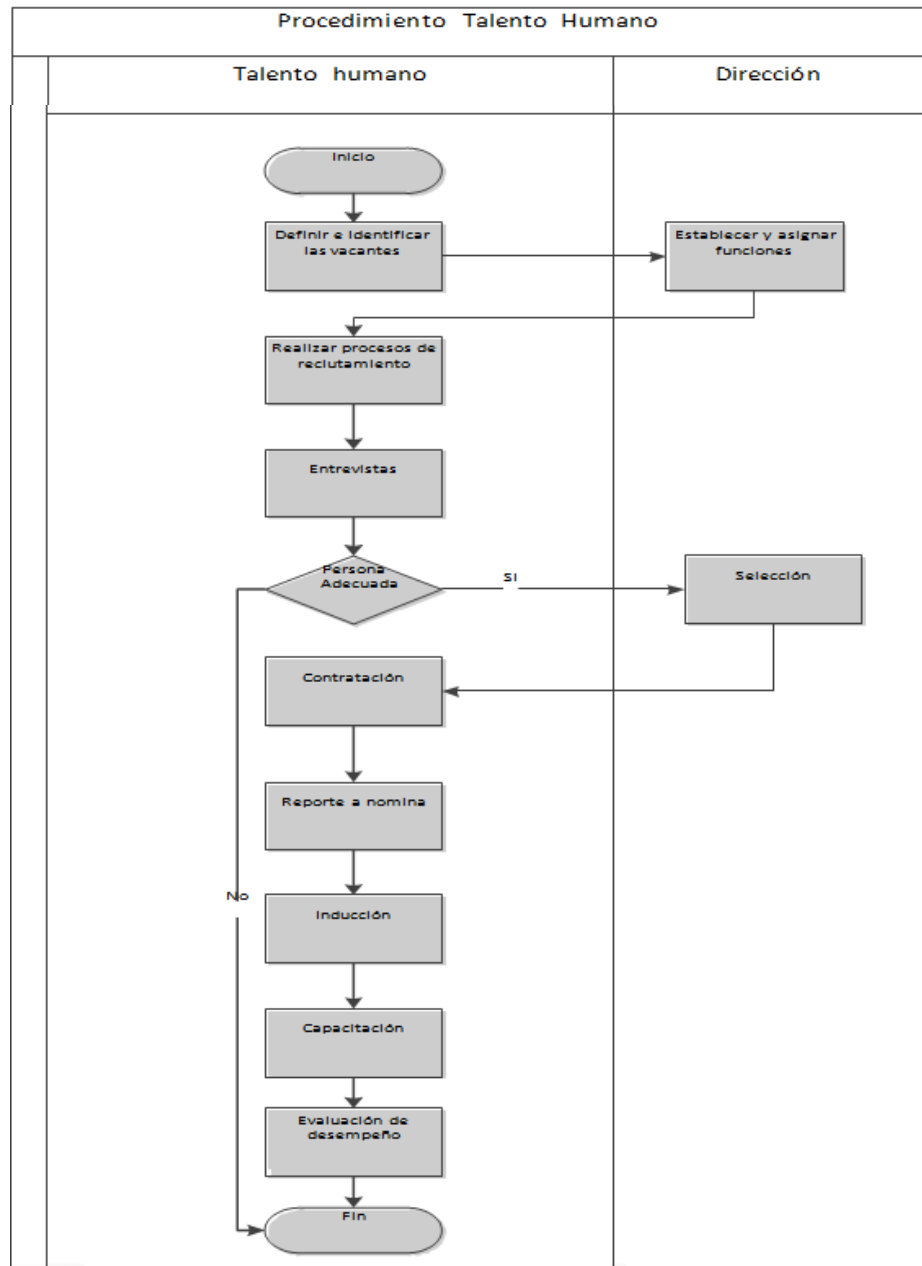 Procedimiento Talento Humano
Talento humano
Dirección
Inicio
Definir e identificar
las vacantes
Establecer y asignar
funciones
Realizar procesos de
reclutamiento
Entrevistas
Persona
Adecuada
Si
Selección
Contratación
Reporte a nomina
No
Inducción
Capacitación
Evaluación de
desempeño
Fin